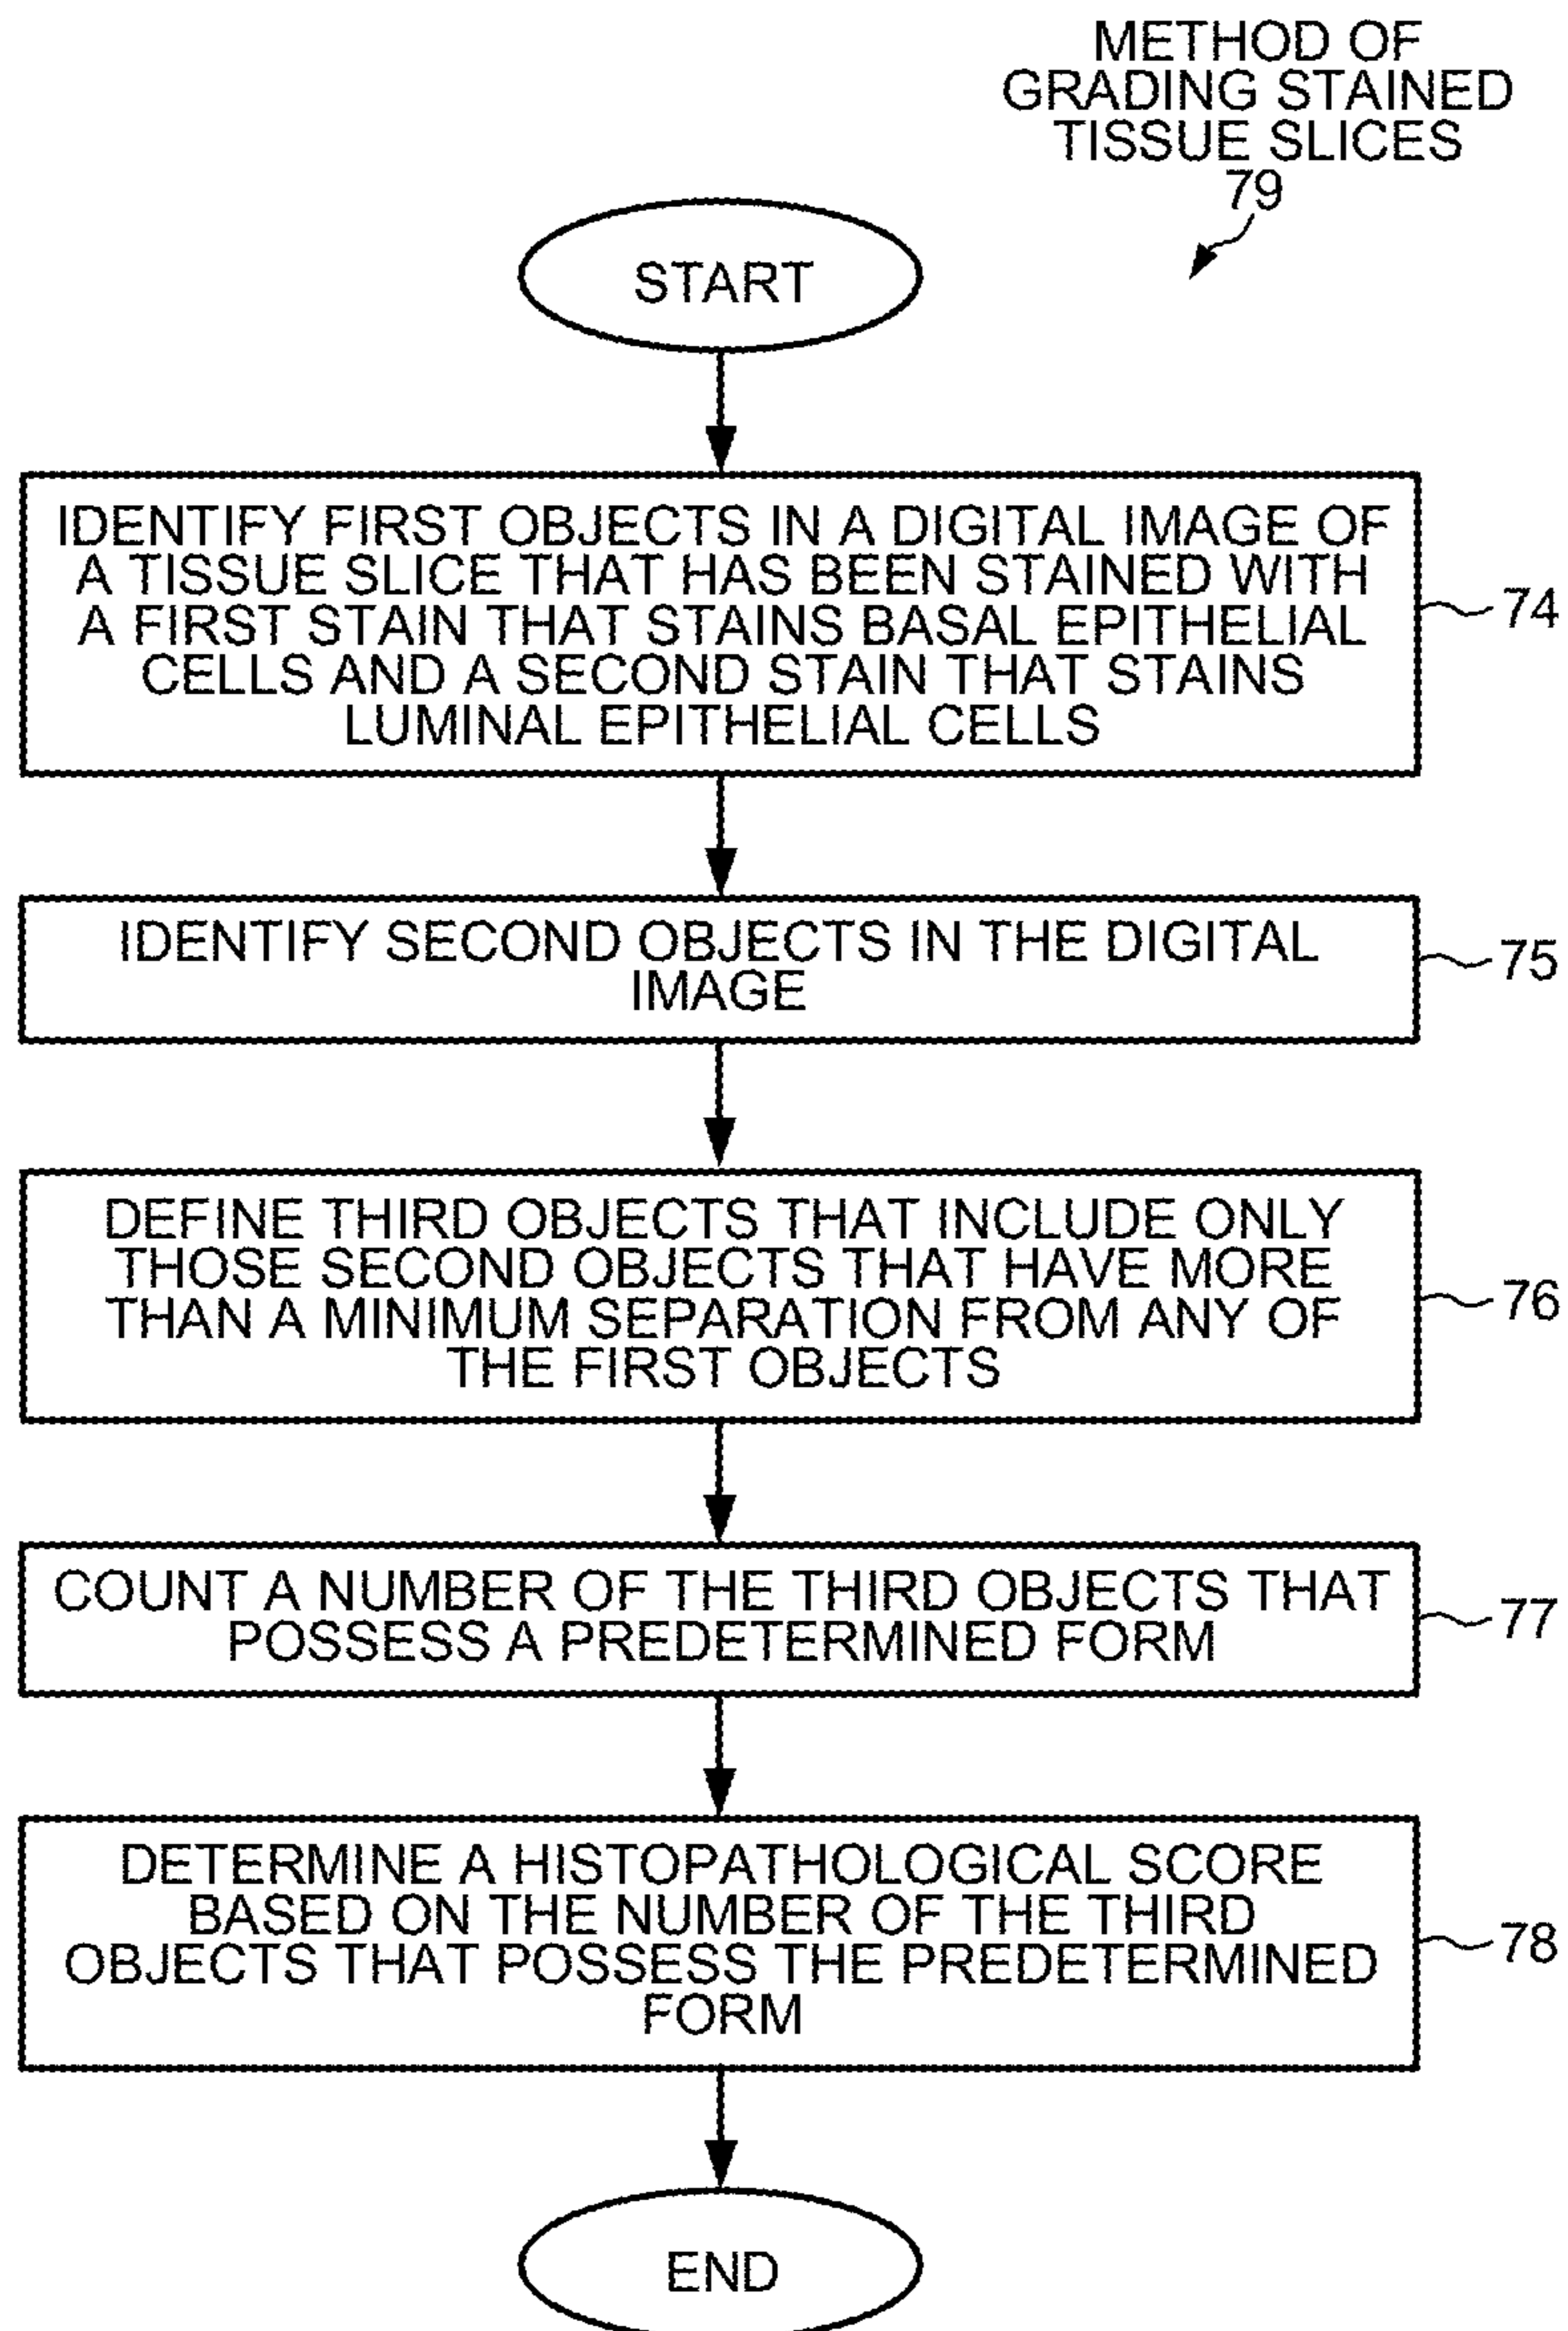 METHOD OF
GRADING STAINED
TISSUE SLICES
79
START
IDENTIFY FIRST OBJECTS IN A DIGITAL IMAGE OF
A TISSUE SLICE THAT HAS BEEN STAINED WITH
A FIRST STAIN THAT STAINS BASAL EPITHELIAL
CELLS AND A SECOND STAIN THAT STAINS
LUMINAL EPITHELIAL CELLS
74
IDENTIFY SECOND OBJECTS IN THE DIGITAL
IMAGE
75
DEFINE THIRD OBJECTS THAT INCLUDE ONLY
THOSE SECOND OBJECTS THAT HAVE MORE
THAN A MINIMUM SEPARATION FROM ANY OF
THE FIRST OBJECTS
76
COUNT A NUMBER OF THE THIRD OBJECTS THAT
POSSESS A PREDETERMINED FORM
77
DETERMINE A HISTOPATHOLOGICAL SCORE
BASED ON THE NUMBER OF THE THIRD
OBJECTS THAT POSSESS THE PREDETERMINED
FORM
78
END